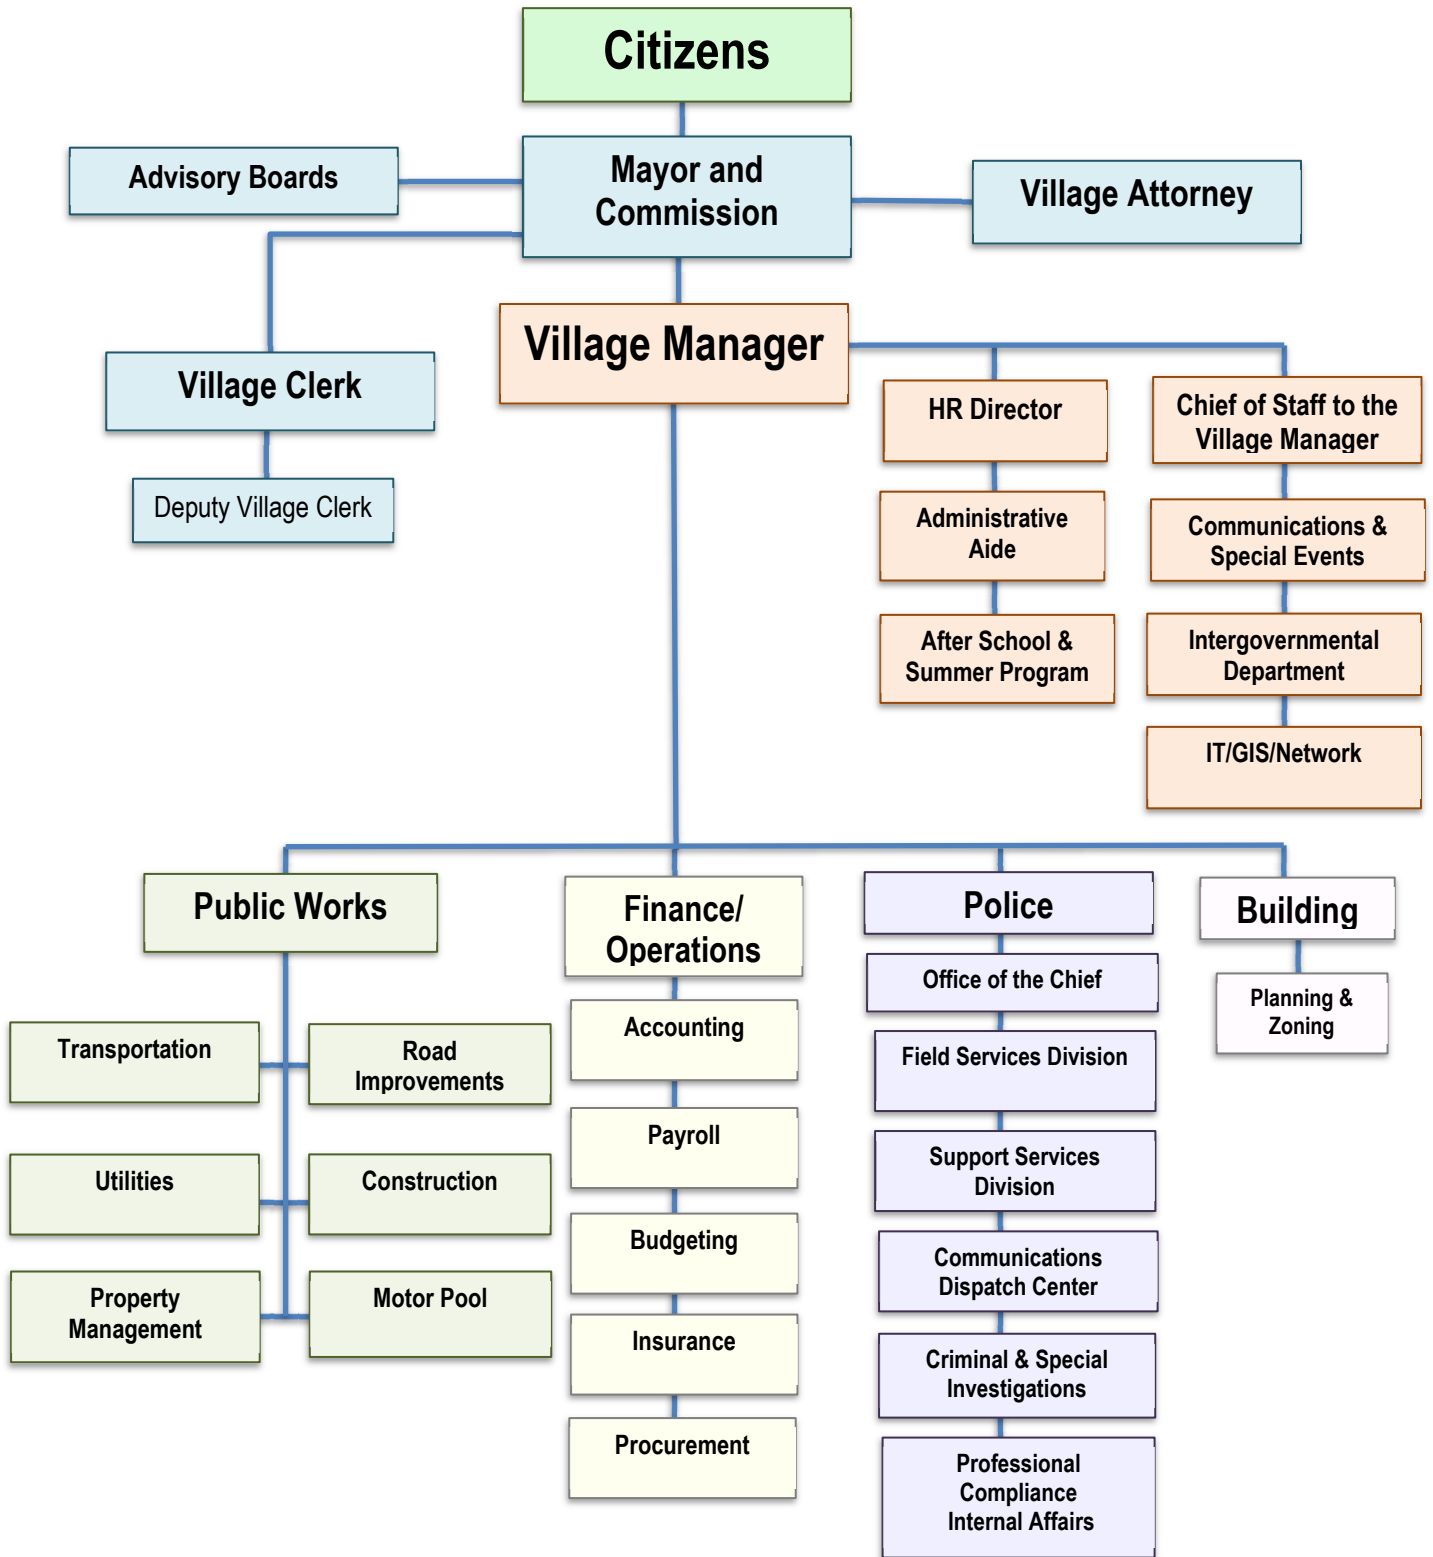 Citizens
Advisory Boards
Mayor and
Commission
Village Attorney
Village Manager
Village Clerk
Deputy Village Clerk
HR Director
Chief of Staff to the
Village Manager
Administrative
Aide
Communications &
Special Events
After School &
Summer Program
Intergovernmental
Department
IT/GIS/Network
Public Works
Finance/
Operations
Police
Building
Transportation
Road
Improvements
Utilities
Construction
Property
Management
Motor Pool
Accounting
Payroll
Budgeting
Insurance
Procurement
Office of the Chief
Field Services Division
Support Services
Division
Communications
Dispatch Center
Criminal & Special
Investigations
Professional
Compliance
Internal Affairs
Planning &
Zoning